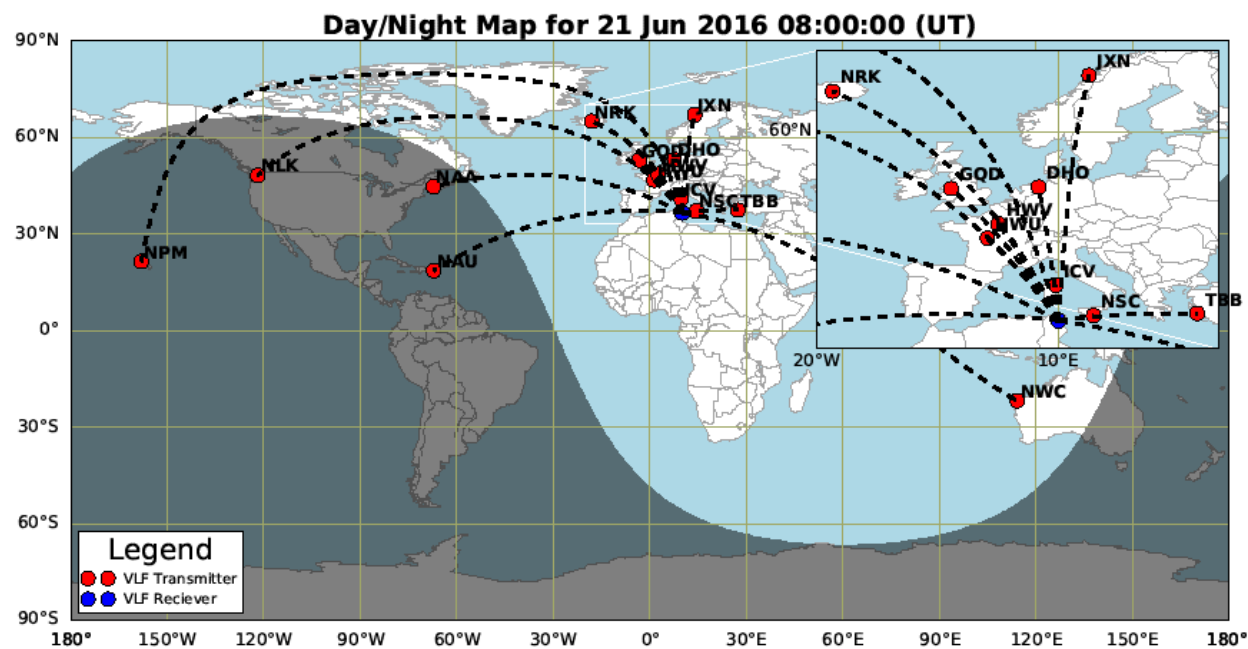 Day/Night Map for 21 Jun 2016 08:00:00 (UT)
90°N
60°N
30°N
0°
30°S
60°S
90°S
180°
150°W
120°W
90°W
60°W
30°W
0°
30°E
60°E
90°E
120°E
150°E
180°
NPM
NLK
NAA
NAU
NRK
JXN
GQD
DHO
HWV
HWU
ICV
NSC
TBB
NWC
NRK
JXN
60°N
GQD
DHO
HWV
HWU
ICV
NSC
TBB
20°W
10°E
Legend
VLF Transmitter
VLF Reciever